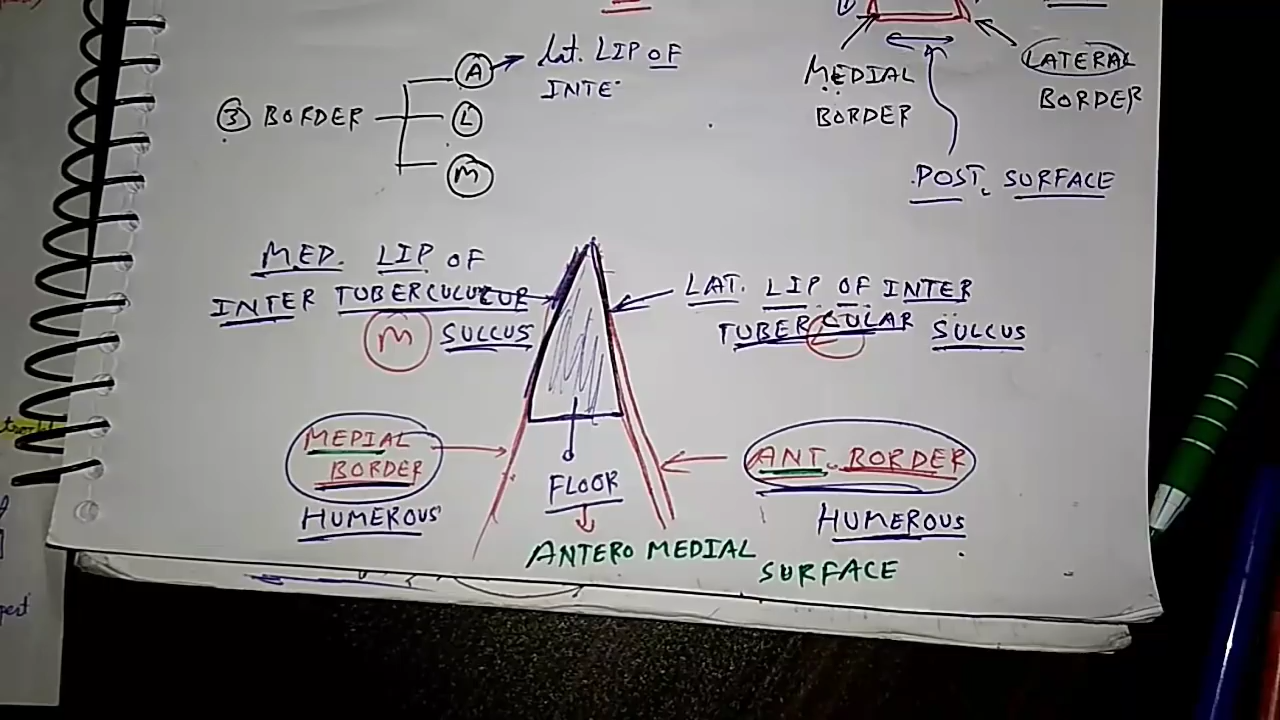 A
lat. LIP OF
INTE
3 BORDER
L
M
MEDIAL
BORDER
LATERAL
BORDER
POST. SURFACE
MED. LIP OF
INTER
SULCUS
M
LAT. LIP OF INTER
TUBERCULAR SULCUS
MEDIAL
BORDER
HUMEROUS
FLOOR
ANT. BORDER
HUMEROUS
ANTERO MEDIAL
SURFACE